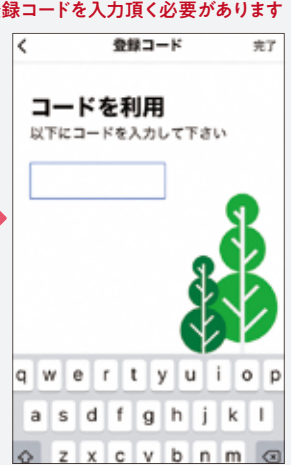 録コードを入力頂く必要があります
登録コード 完了
コードを利用
以下にコードを入力して下さい
q w e r t y u i o p
a s d f g h j k l
z x c v b n m